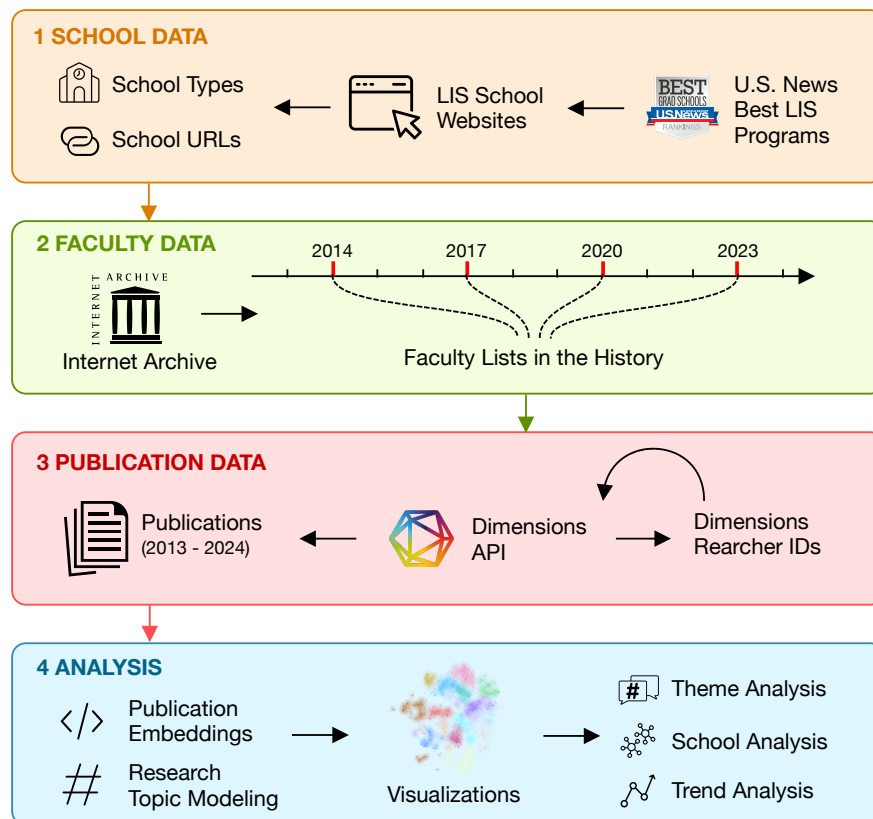 1 SCHOOL DATA
School Types
School URLs
LIS School
Websites
BEST
GRAD SCHOOLS
U.S.News
RANKINGS
U.S. News
Best LIS
Programs
2 FACULTY DATA
INTERNET
ARCHIVE
Internet Archive
2014
2017
2020
2023
Faculty Lists in the History
3 PUBLICATION DATA
Publications
(2013 - 2024)
Dimensions
API
Dimensions
Rearcher IDs
4 ANALYSIS
</>
Publication
Embeddings
#
Research
Topic Modeling
Visualizations
#
Theme Analysis
School Analysis
Trend Analysis